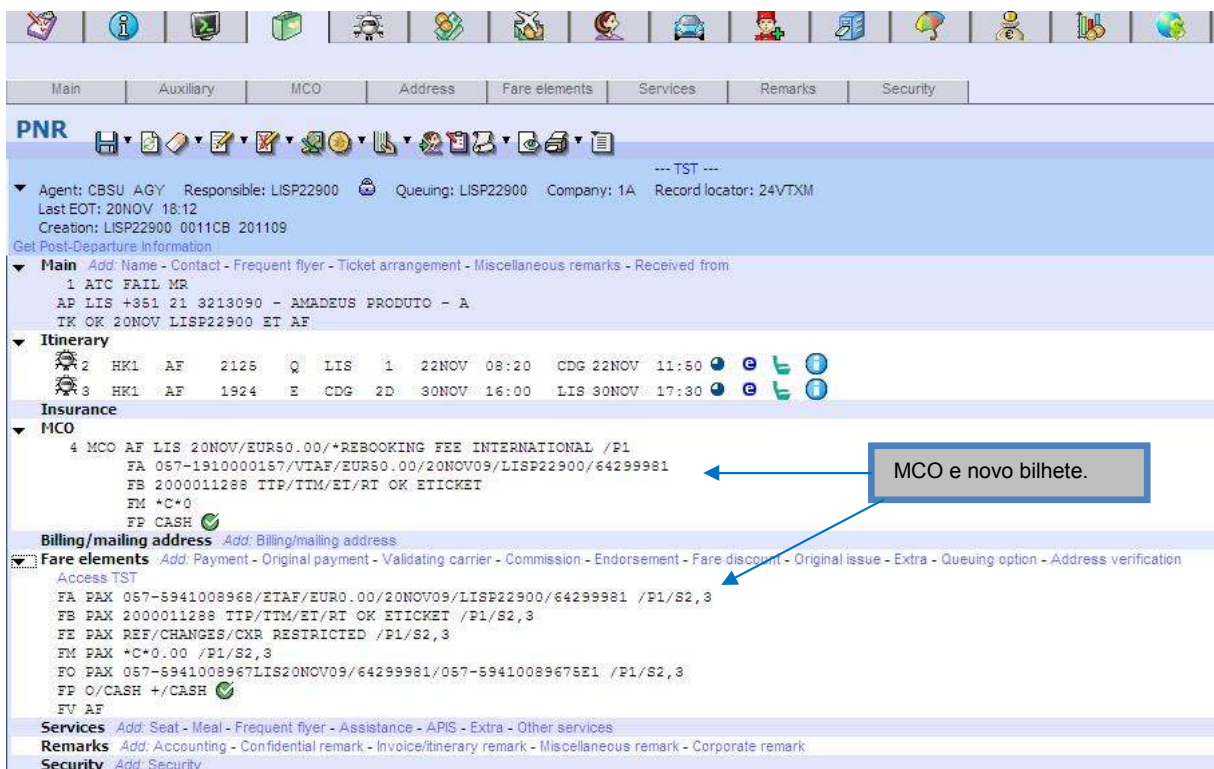 Main Auxiliary MCO Address Fare elements Services Remarks Security
PNR
--- TST ---
Agent: CBSU AGY Responsible: LISP22900 Queuing: LISP22900 Company: 1A Record locator: 24VTXM
Last EOT: 20NOV 18:12
Creation: LISP22900 0011CB 201109
Get Post-Departure Information
Main Add: Name - Contact - Frequent flyer - Ticket arrangement - Miscellaneous remarks - Received from
1 ATC FAIL MR
AP LIS +351 21 3213090 - AMADEUS PRODUTO - A
TK OK 20NOV LISP22900 ET AF
Itinerary
2 HK1 AF 2125 Q LIS 1 22NOV 08:20 CDG 22NOV 11:50
3 HK1 AF 1924 E CDG 2D 30NOV 16:00 LIS 30NOV 17:30
Insurance
MCO
4 MCO AF LIS 20NOV/EUR50.00/*REBOOKING FEE INTERNATIONAL /P1
FA 057-1910000157/VTAF/EUR50.00/20NOV09/LISP22900/64299981
MCO e novo bilhete.
FB 2000011288 TTP/TTM/ET/RT OK ETICKET
FM *C*0
FP CASH
Billing/mailing address Add: Billing/mailing address
Fare elements Add: Payment - Original payment - Validating carrier - Commission - Endorsement - Fare discount - Original issue - Extra - Queuing option - Address verification
Access TST
FA PAX 057-5941008968/ETAF/EUR0.00/20NOV09/LISP22900/64299981 /P1/S2,3
FB PAX 2000011288 TTP/TTM/ET/RT OK ETICKET /P1/S2,3
FE PAX REF/CHANGES/CXR RESTRICTED /P1/S2,3
FM PAX *C*0.00 /P1/S2,3
FO PAX 057-5941008967LIS20NOV09/64299981/057-59410089675E1 /P1/S2,3
FP O/CASH +/CASH
FV AF
Services Add: Seat - Meal - Frequent flyer - Assistance - APIS - Extra - Other services
Remarks Add: Accounting - Confidential remark - Invoice/itinerary remark - Miscellaneous remark - Corporate remark
Security Add: Security